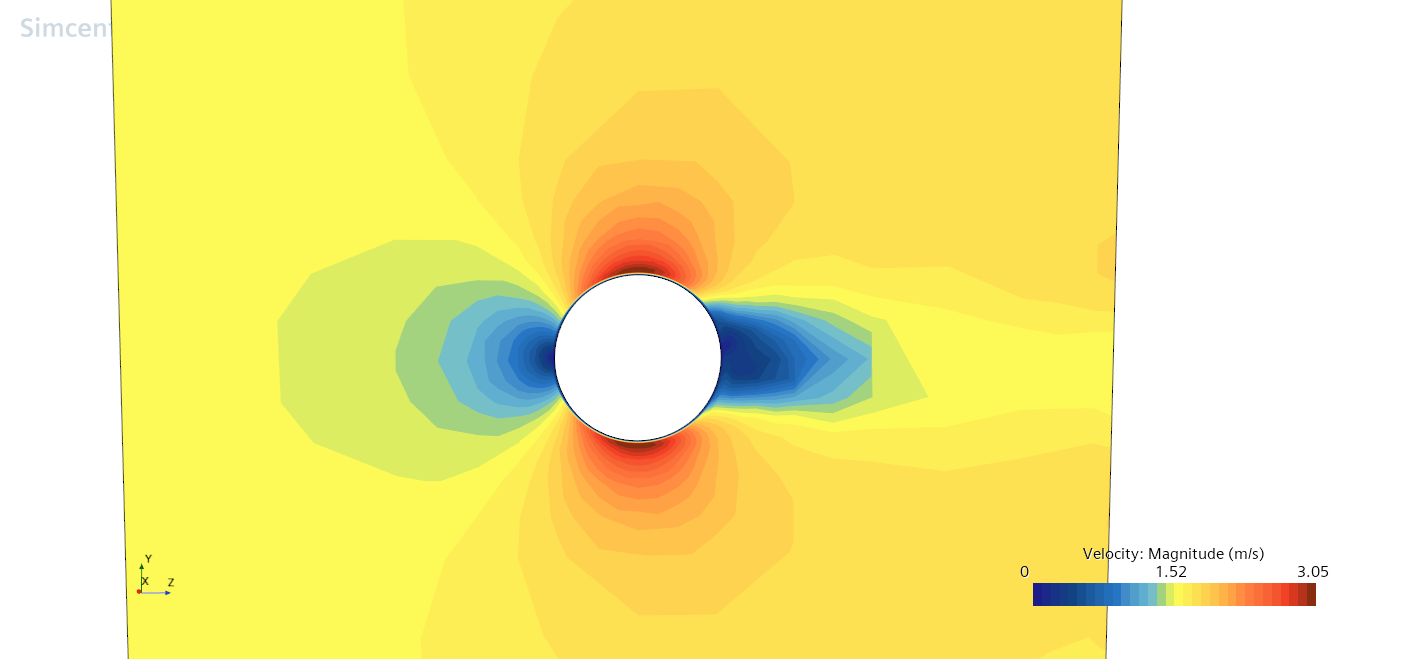 Simcent
Velocity: Magnitude (m/s)
0 1.52 3.05
Y
X Z